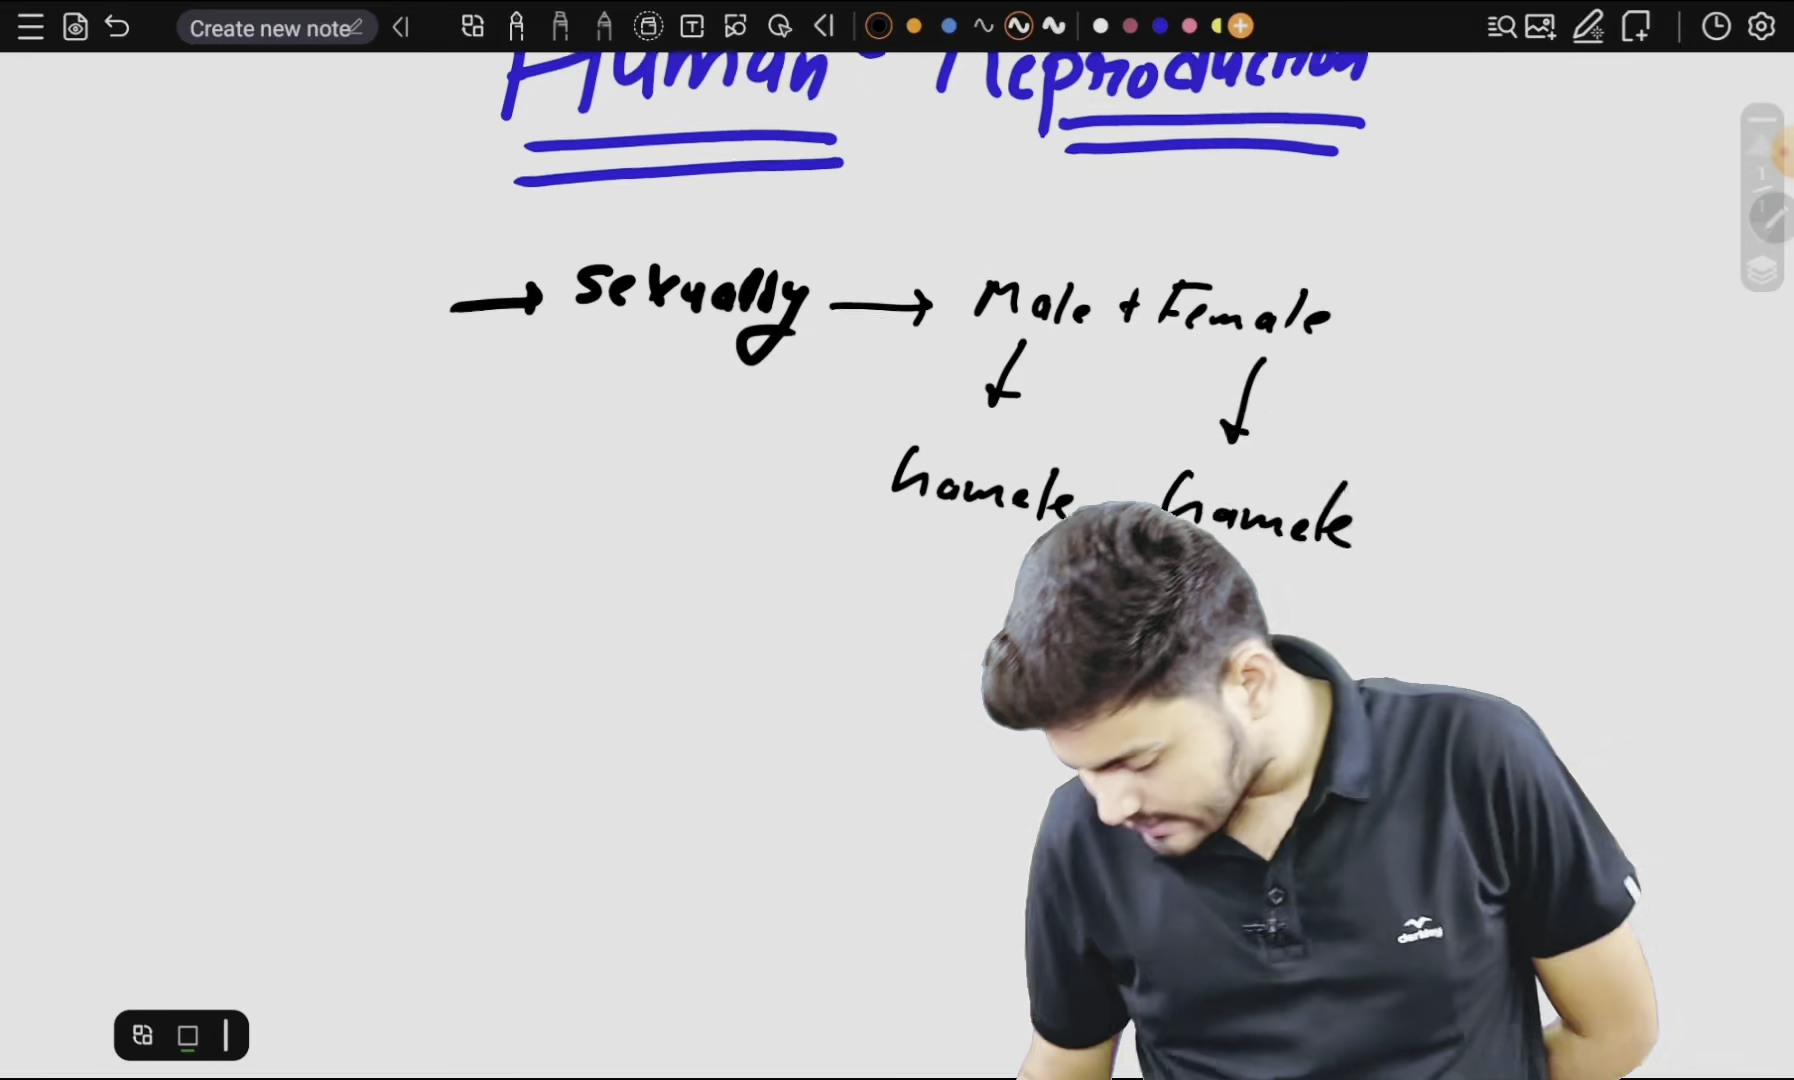 Create new note
Human - Reproduction
→ Sexually → Male + Female
Gamete Gamete